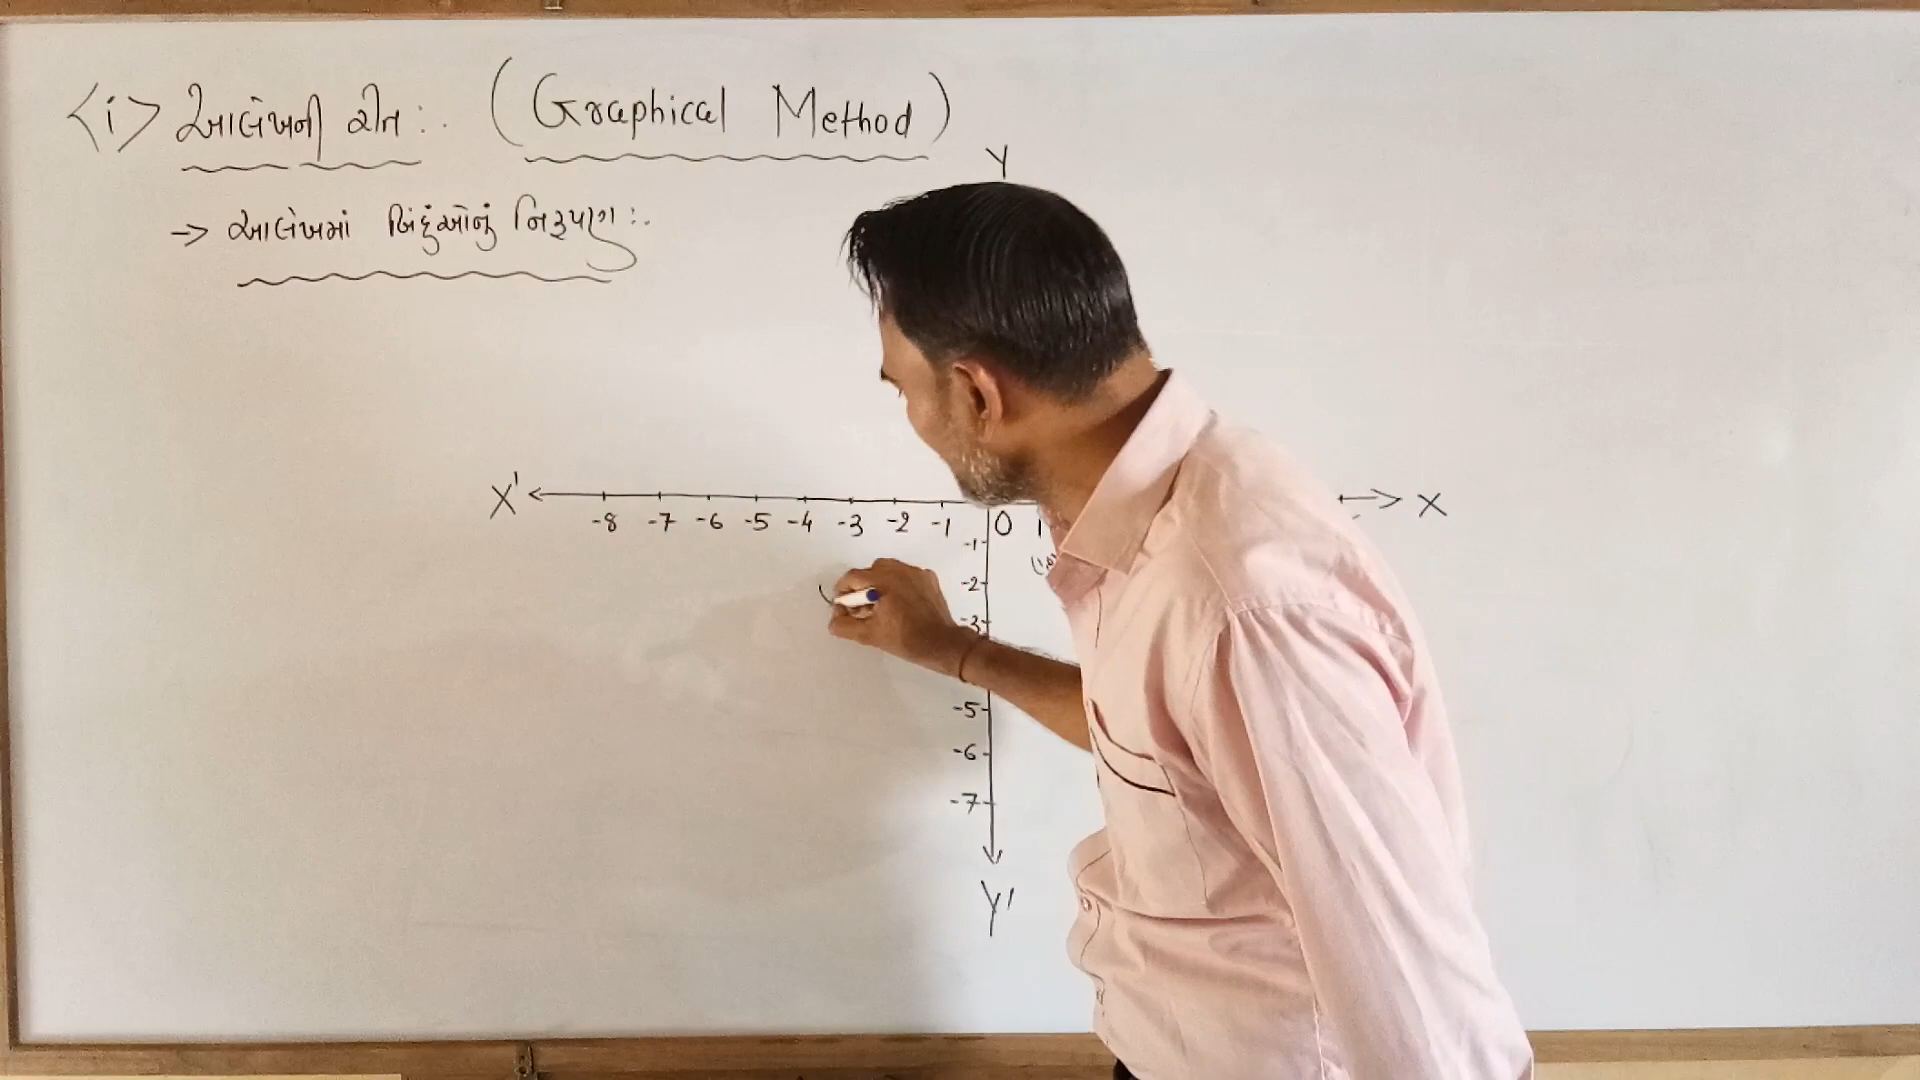 <i> આલેખની રીત :. (Graphical Method)
→ આલેખમાં બિંદુઓનું નિરૂપણ :.
Y
X' X
-8 -7 -6 -5 -4 -3 -2 -1 0 1
-1
-2
-3
-5
-6
-7
Y'